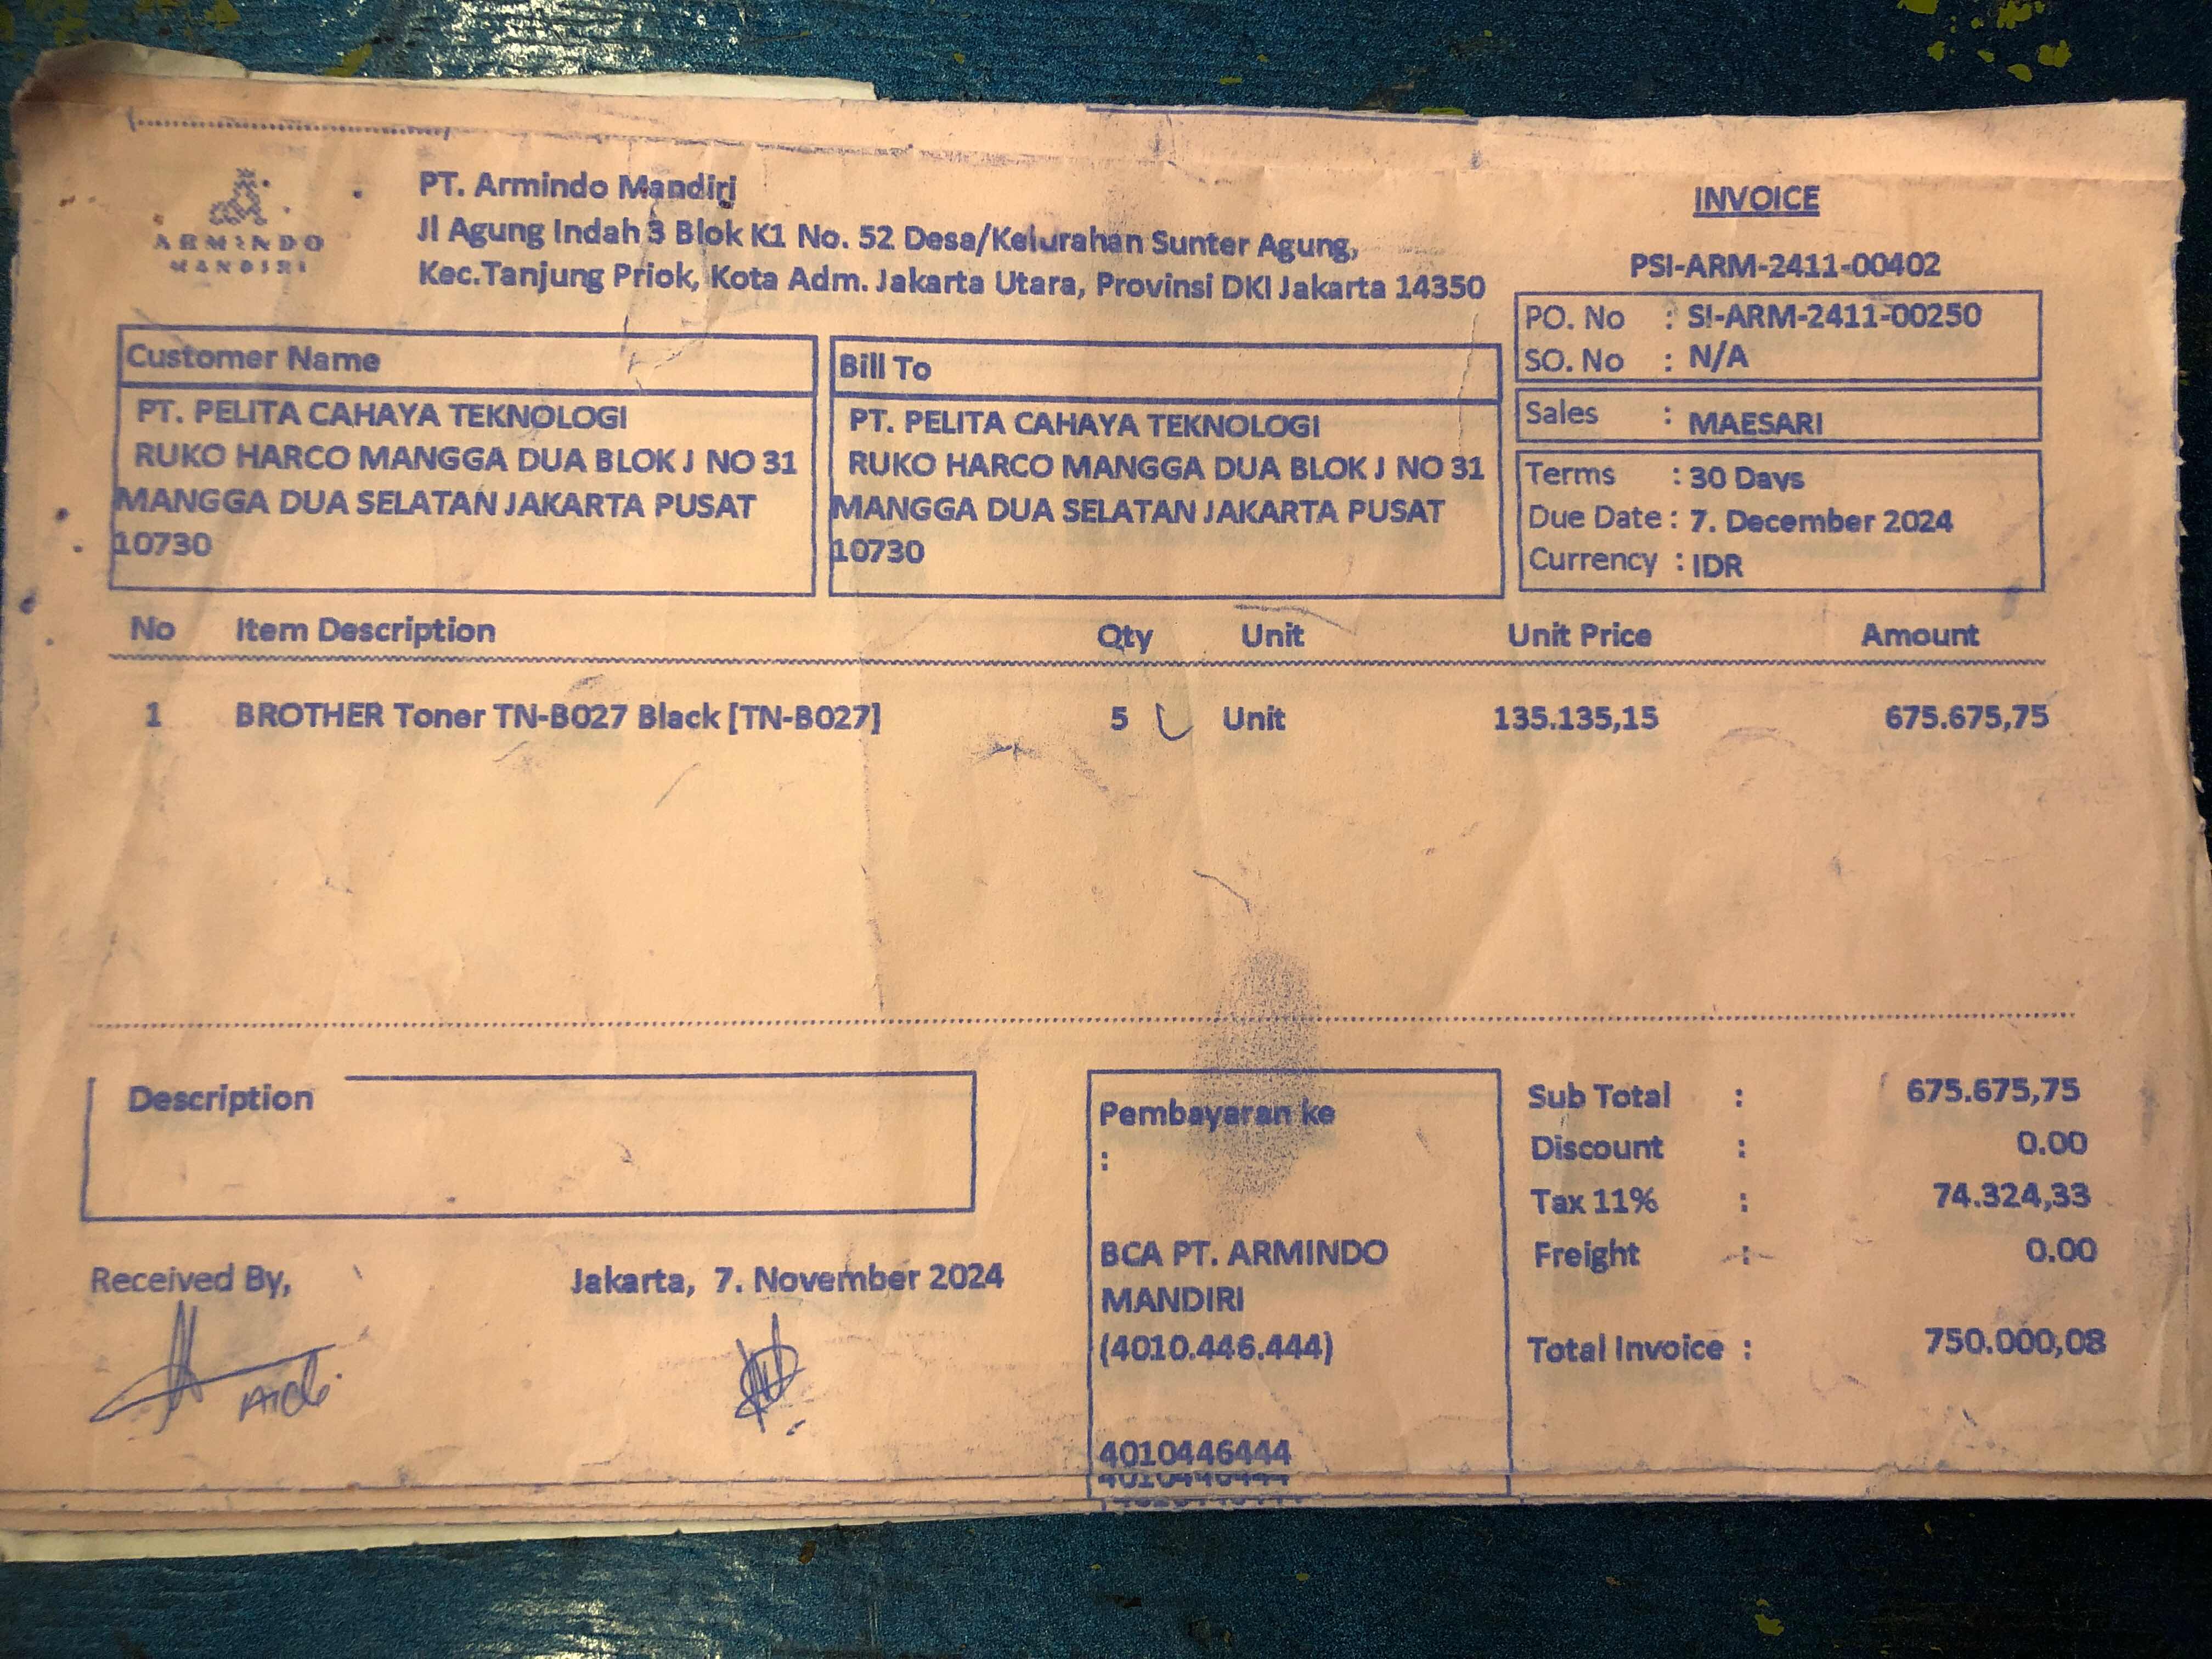 ARMINDO
MANDIRI
PT. Armindo Mandiri
Jl Agung Indah 3 Blok K1 No. 52 Desa/Kelurahan Sunter Agung,
Kec.Tanjung Priok, Kota Adm. Jakarta Utara, Provinsi DKI Jakarta 14350
INVOICE
PSI-ARM-2411-00402
PO. No : SI-ARM-2411-00250
SO. No : N/A
Sales : MAESARI
Terms : 30 Days
Due Date : 7. December 2024
Currency : IDR
Customer Name
PT. PELITA CAHAYA TEKNOLOGI
RUKO HARCO MANGGA DUA BLOK J NO 31
MANGGA DUA SELATAN JAKARTA PUSAT
10730
Bill To
PT. PELITA CAHAYA TEKNOLOGI
RUKO HARCO MANGGA DUA BLOK J NO 31
MANGGA DUA SELATAN JAKARTA PUSAT
10730
No Item Description Qty Unit Unit Price Amount
1 BROTHER Toner TN-B027 Black [TN-B027] 5 Unit 135.135,15 675.675,75
Description
Received By,
Jakarta, 7. November 2024
Pembayaran ke
:
BCA PT. ARMINDO
MANDIRI
(4010.446.444)
4010446444
4010446444
Sub Total : 675.675,75
Discount : 0.00
Tax 11% : 74.324,33
Freight : 0.00
Total Invoice : 750.000,08